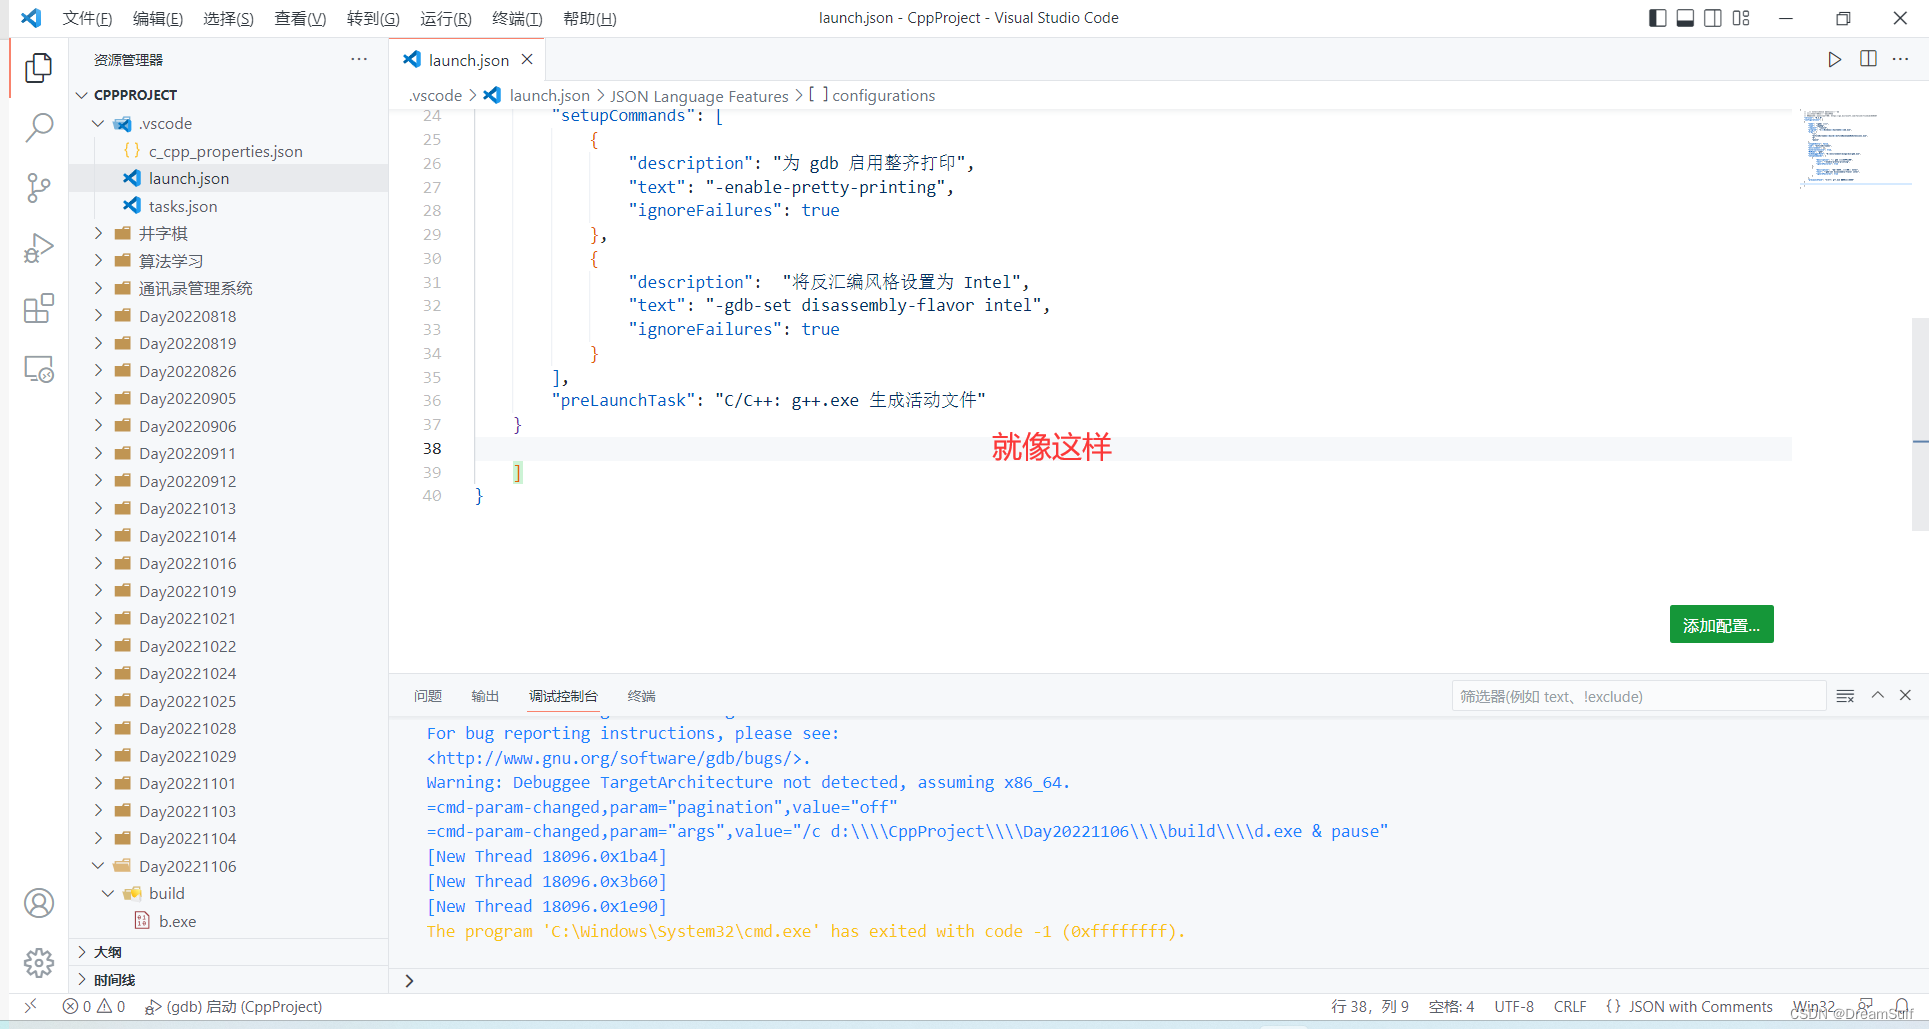 文件(F) 编辑(E) 选择(S) 查看(V) 转到(G) 运行(R) 终端(T) 帮助(H) launch.json - CppProject - Visual Studio Code
资源管理器
CPPPROJECT
.vscode
c_cpp_properties.json
launch.json
tasks.json
井字棋
算法学习
通讯录管理系统
Day20220818
Day20220819
Day20220826
Day20220905
Day20220906
Day20220911
Day20220912
Day20221013
Day20221014
Day20221016
Day20221019
Day20221021
Day20221022
Day20221024
Day20221025
Day20221028
Day20221029
Day20221101
Day20221103
Day20221104
Day20221106
build
b.exe
大纲
时间线
launch.json
.vscode > launch.json > JSON Language Features > [ ] configurations
24 "setupCommands": [
25 {
26 "description": "为 gdb 启用整齐打印",
27 "text": "-enable-pretty-printing",
28 "ignoreFailures": true
29 },
30 {
31 "description":  "将反汇编风格设置为 Intel",
32 "text": "-gdb-set disassembly-flavor intel",
33 "ignoreFailures": true
34 }
35 ],
36 "preLaunchTask": "C/C++: g++.exe 生成活动文件"
37 }
38 就像这样
39 ]
40 }
添加配置...
问题 输出 调试控制台 终端 筛选器(例如 text、!exclude)
For bug reporting instructions, please see:
<http://www.gnu.org/software/gdb/bugs/>.
Warning: Debuggee TargetArchitecture not detected, assuming x86_64.
=cmd-param-changed,param="pagination",value="off"
=cmd-param-changed,param="args",value="/c d:\\\\CppProject\\\\Day20221106\\\\build\\\\d.exe & pause"
[New Thread 18096.0x1ba4]
[New Thread 18096.0x3b60]
[New Thread 18096.0x1e90]
The program 'C:\Windows\System32\cmd.exe' has exited with code -1 (0xffffffff).
0 0 (gdb) 启动 (CppProject) 行 38，列 9 空格: 4 UTF-8 CRLF {} JSON with Comments Win32
CSDN @DreamSuff